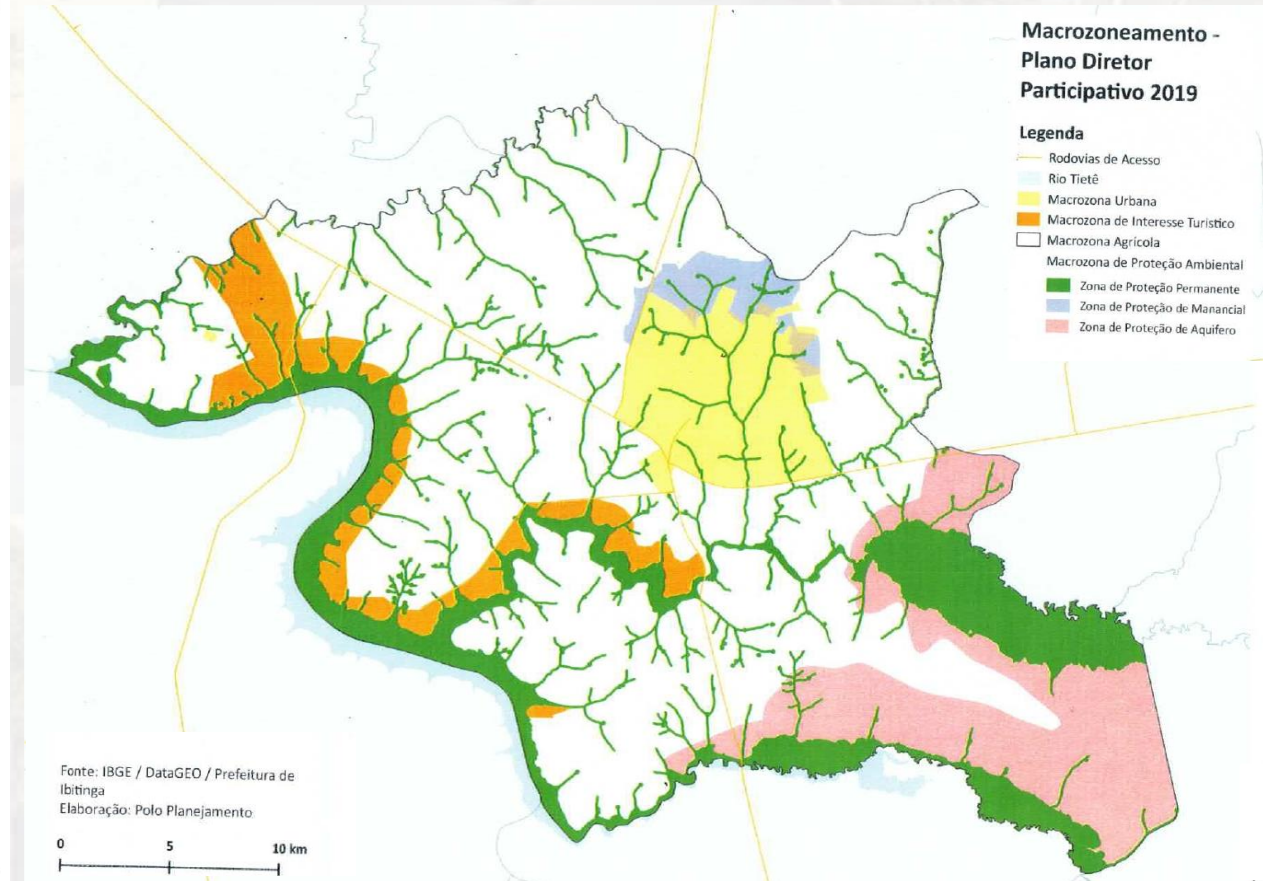 Macrozoneamento -
Plano Diretor
Participativo 2019
Legenda
Rodovias de Acesso
Rio Tietê
Macrozona Urbana
Macrozona de Interesse Turístico
Macrozona Agrícola
Macrozona de Proteção Ambiental
Zona de Proteção Permanente
Zona de Proteção de Manancial
Zona de Proteção de Aquifero
Fonte: IBGE / DataGEO / Prefeitura de
Ibitinga
Elaboração: Polo Planejamento
0 5 10 km